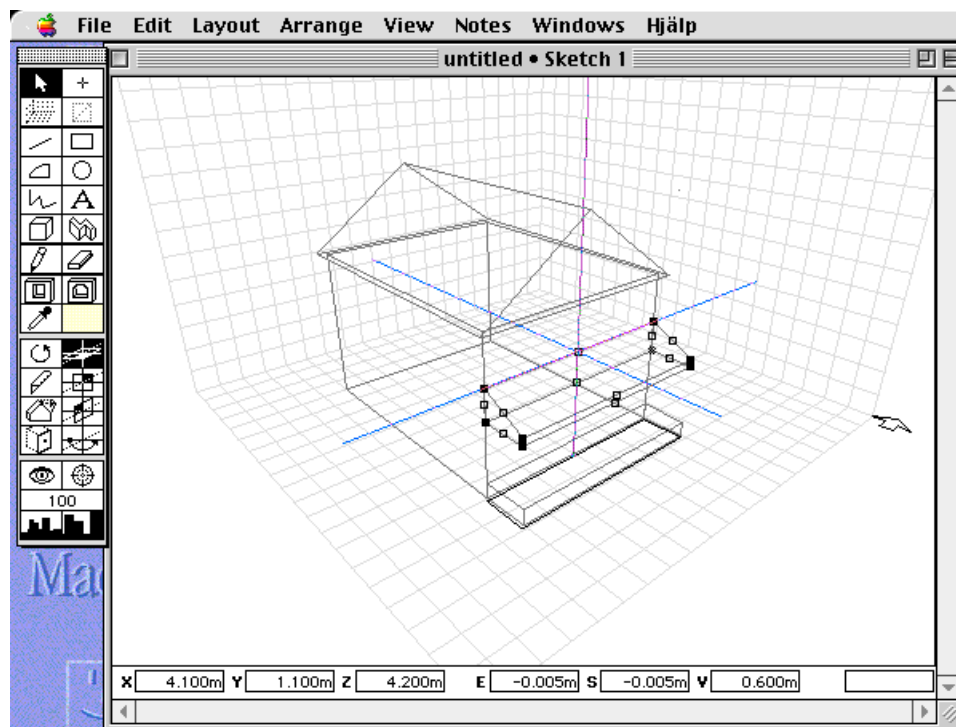 File Edit Layout Arrange View Notes Windows Hjälp
untitled • Sketch 1
A
100
Mac
X 4.100m Y 1.100m Z 4.200m E -0.005m S -0.005m V 0.600m